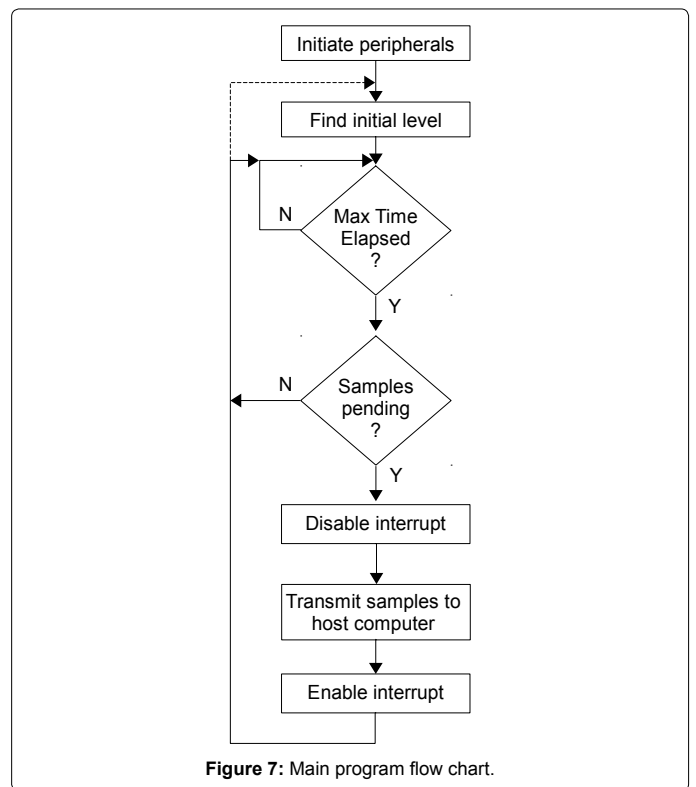 Initiate peripherals
Find initial level
N
Max Time
Elapsed
?
Y
N
Samples
pending
?
Y
Disable interrupt
Transmit samples to
host computer
Enable interrupt
Figure 7: Main program flow chart.